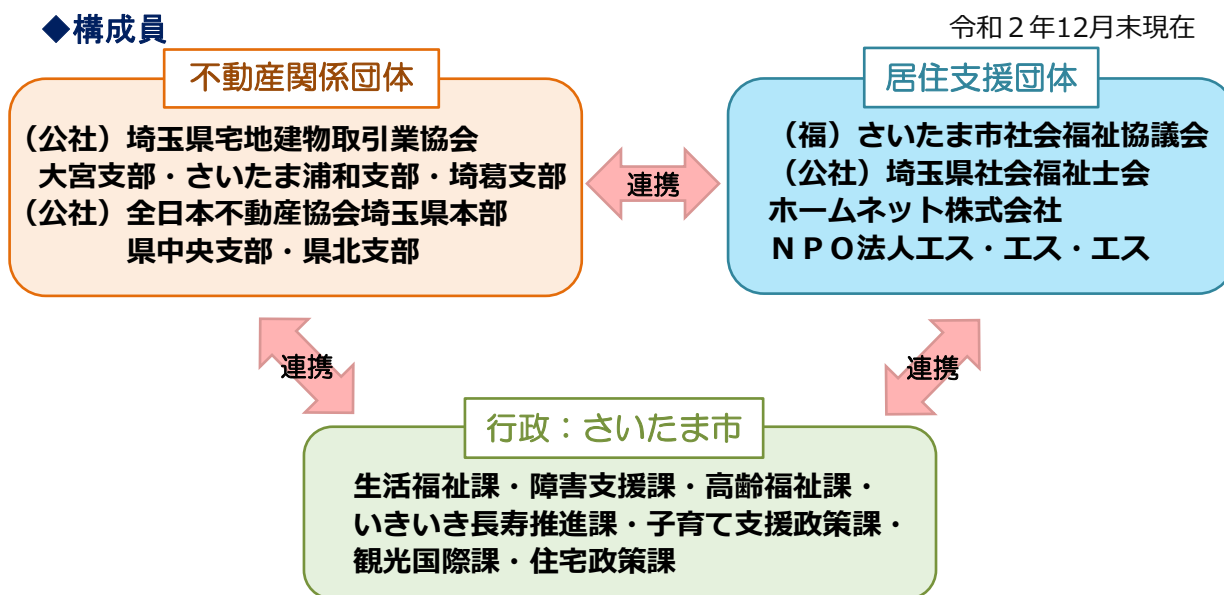 ◆構成員
令和２年12月末現在
不動産関係団体
（公社）埼玉県宅地建物取引業協会
大宮支部・さいたま浦和支部・埼葛支部
（公社）全日本不動産協会埼玉県本部
県中央支部・県北支部
連携
居住支援団体
（福）さいたま市社会福祉協議会
（公社）埼玉県社会福祉士会
ホームネット株式会社
ＮＰＯ法人エス・エス・エス
連携
連携
行政：さいたま市
生活福祉課・障害支援課・高齢福祉課・
いきいき長寿推進課・子育て支援政策課・
観光国際課・住宅政策課